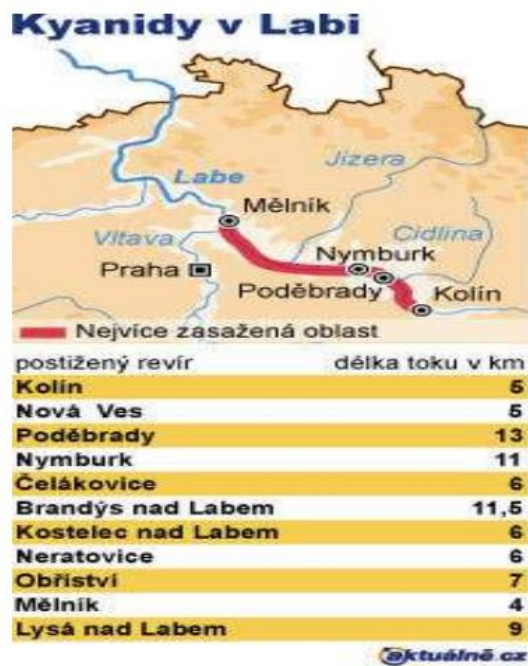 Kyanidy v Labi
Jizera
Labe
Mělník
Cidlina
Vltava
Nymburk
Praha
Poděbrady
Kolín
Nejvíce zasažená oblast
postižený revír délka toku v km
Kolín 5
Nová Ves 5
Poděbrady 13
Nymburk 11
Čelákovice 6
Brandýs nad Labem 11,5
Kostelec nad Labem 6
Neratovice 6
Obříství 7
Mělník 4
Lysá nad Labem 9
aktuálně.cz